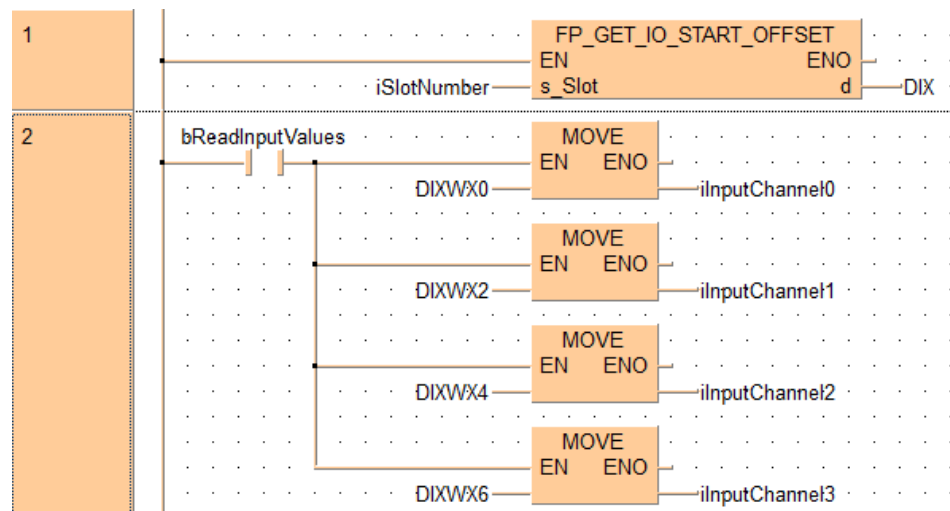 1
FP_GET_IO_START_OFFSET
EN ENO
iSlotNumber s_Slot d DIX
2
bReadInputValues MOVE
EN ENO
DIXWX0 iInputChannel0
MOVE
EN ENO
DIXWX2 iInputChannel1
MOVE
EN ENO
DIXWX4 iInputChannel2
MOVE
EN ENO
DIXWX6 iInputChannel3